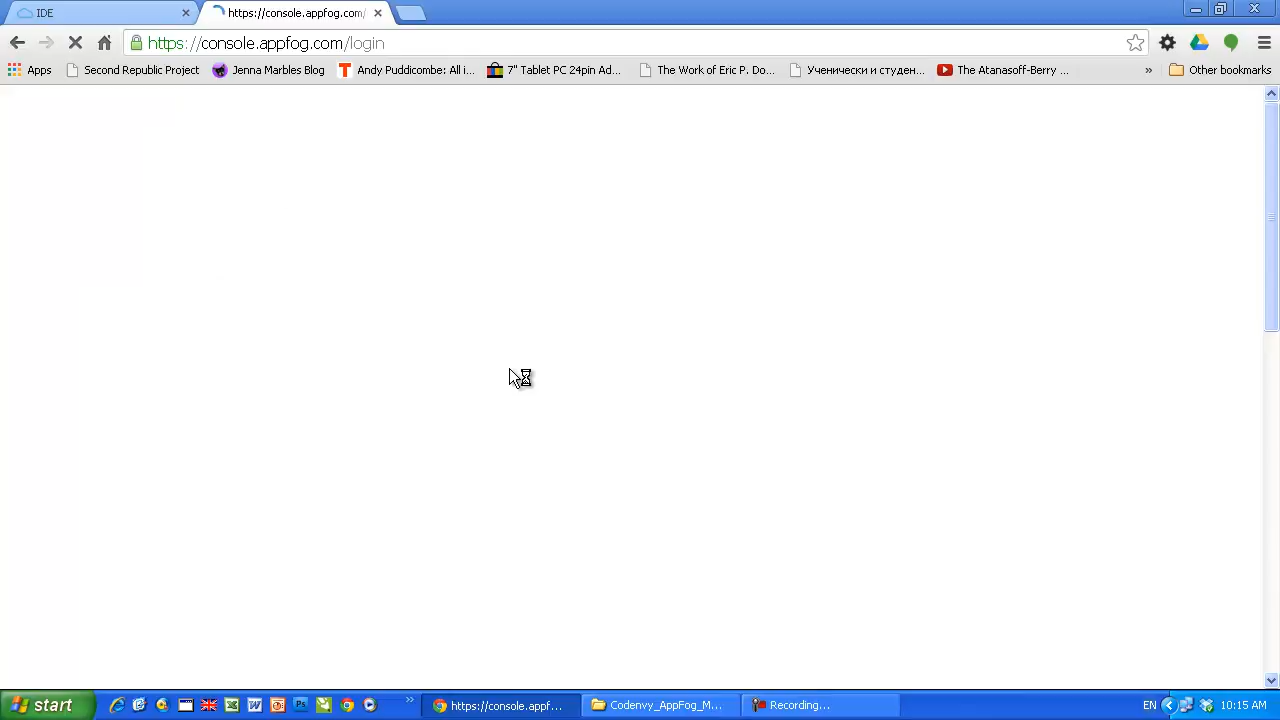 IDE
https://console.appfog.com/
https://console.appfog.com/login
Apps
Second Republic Project
Jenna Marbles Blog
Andy Puddicombe: All i...
7" Tablet PC 24pin Ad...
The Work of Eric P. Do...
Ученически и студен...
The Atanasoff-Berry ...
»
Other bookmarks
start
»
https://console.appf...
Codenvy_AppFog_M...
Recording...
EN
10:15 AM